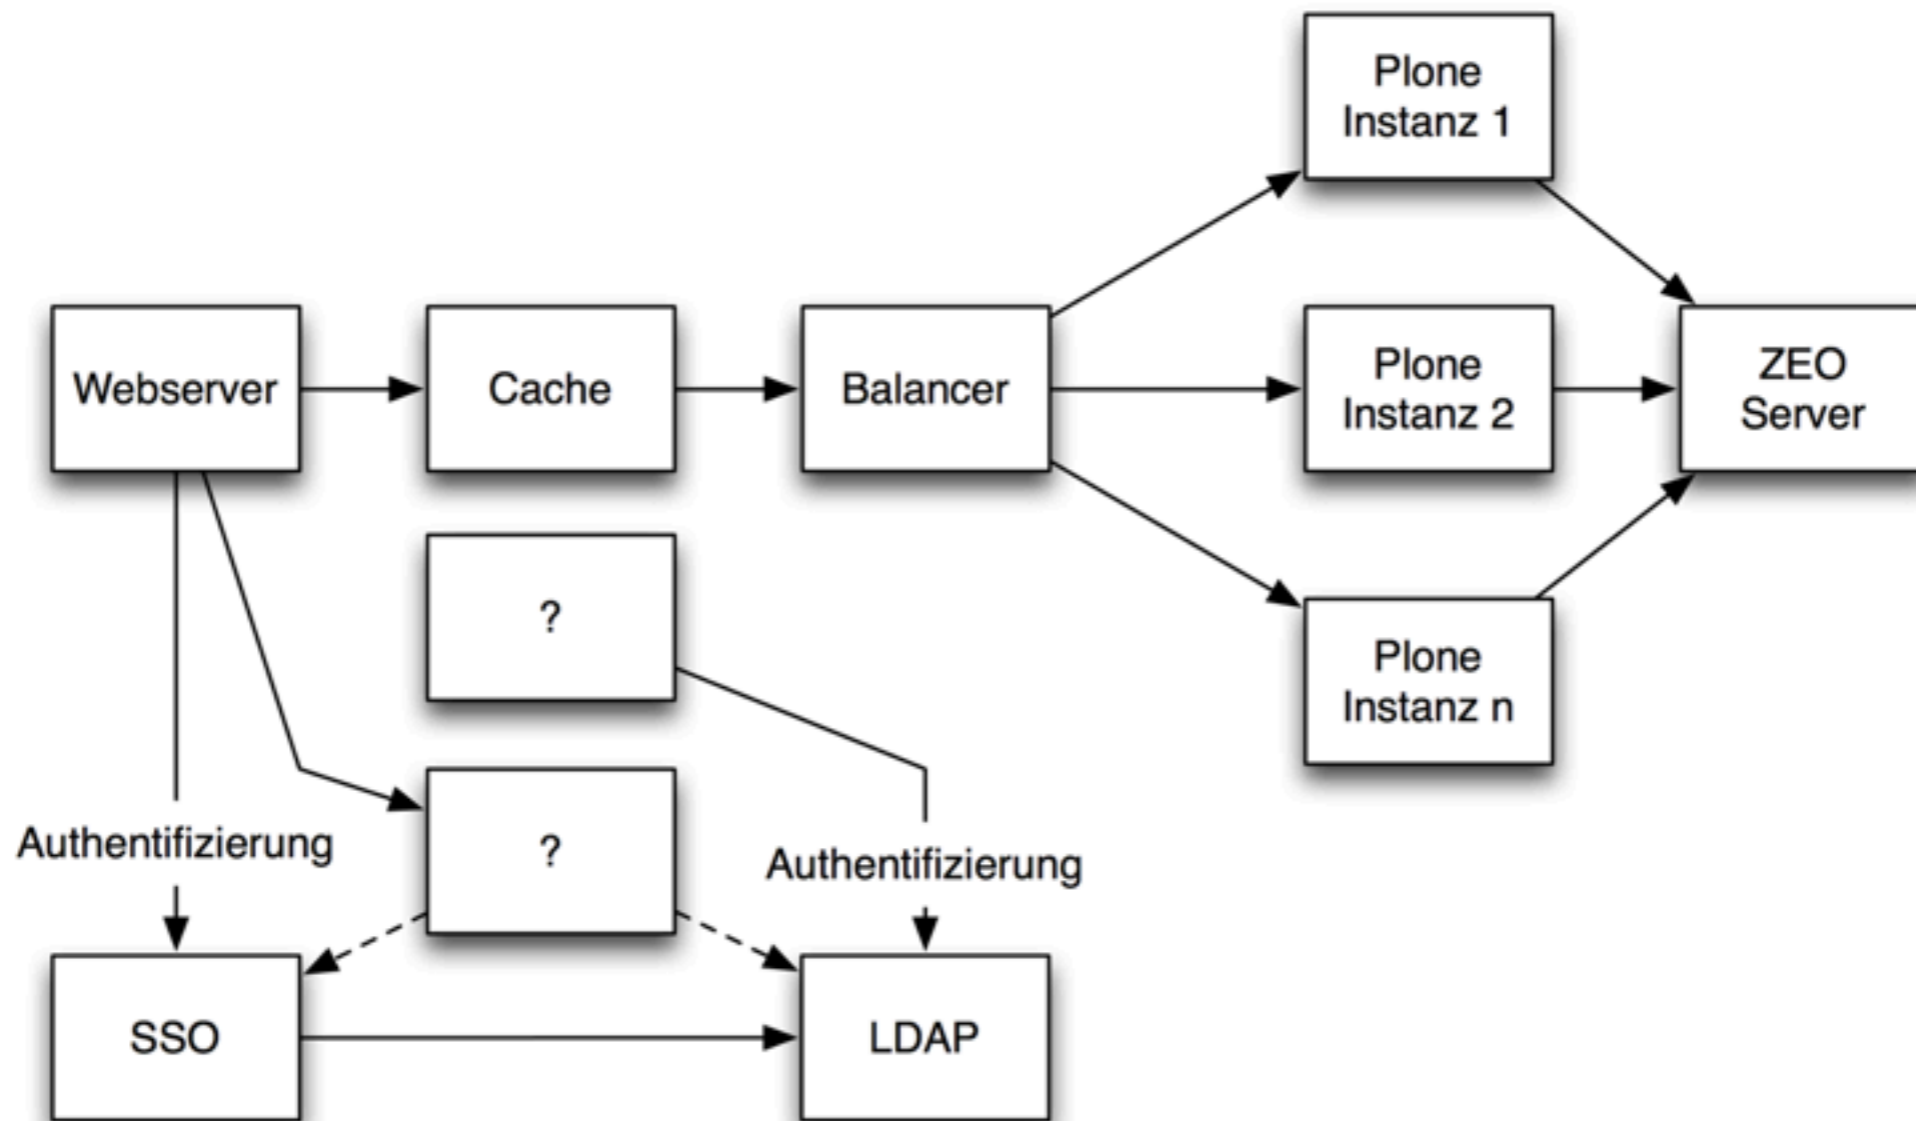 Plone
Instanz 1
Webserver
Cache
Balancer
Plone
Instanz 2
ZEO
Server
?
Plone
Instanz n
?
Authentifizierung
Authentifizierung
SSO
LDAP